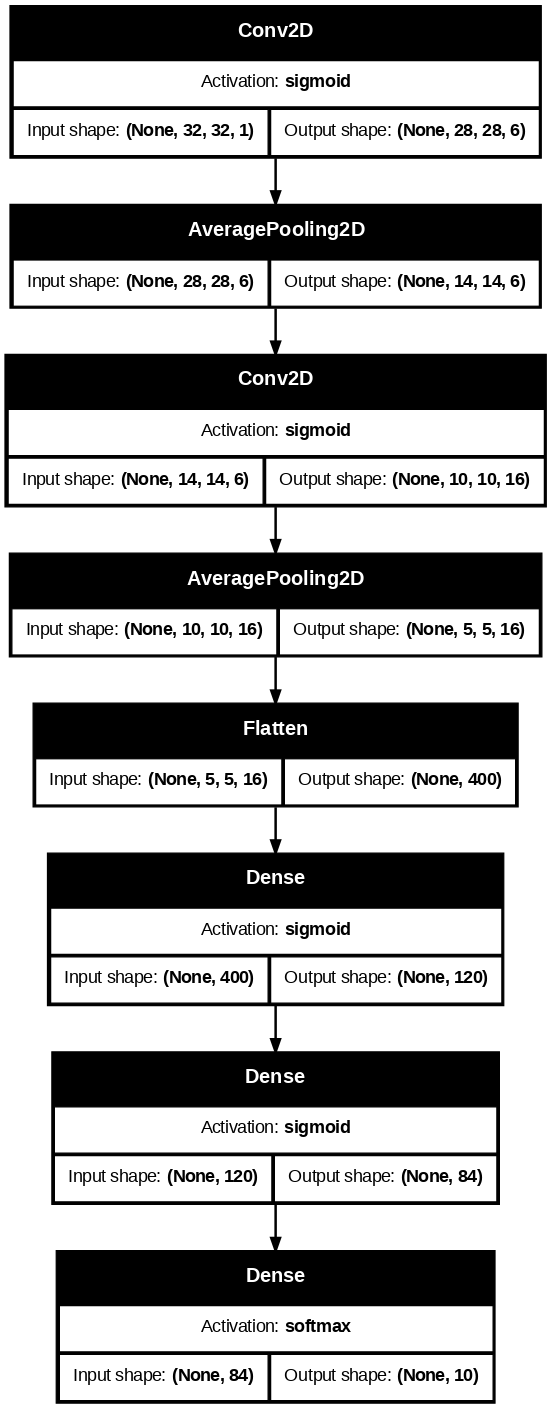 Conv2D
Activation: sigmoid
Input shape: (None, 32, 32, 1) Output shape: (None, 28, 28, 6)
AveragePooling2D
Input shape: (None, 28, 28, 6) Output shape: (None, 14, 14, 6)
Conv2D
Activation: sigmoid
Input shape: (None, 14, 14, 6) Output shape: (None, 10, 10, 16)
AveragePooling2D
Input shape: (None, 10, 10, 16) Output shape: (None, 5, 5, 16)
Flatten
Input shape: (None, 5, 5, 16) Output shape: (None, 400)
Dense
Activation: sigmoid
Input shape: (None, 400) Output shape: (None, 120)
Dense
Activation: sigmoid
Input shape: (None, 120) Output shape: (None, 84)
Dense
Activation: softmax
Input shape: (None, 84) Output shape: (None, 10)